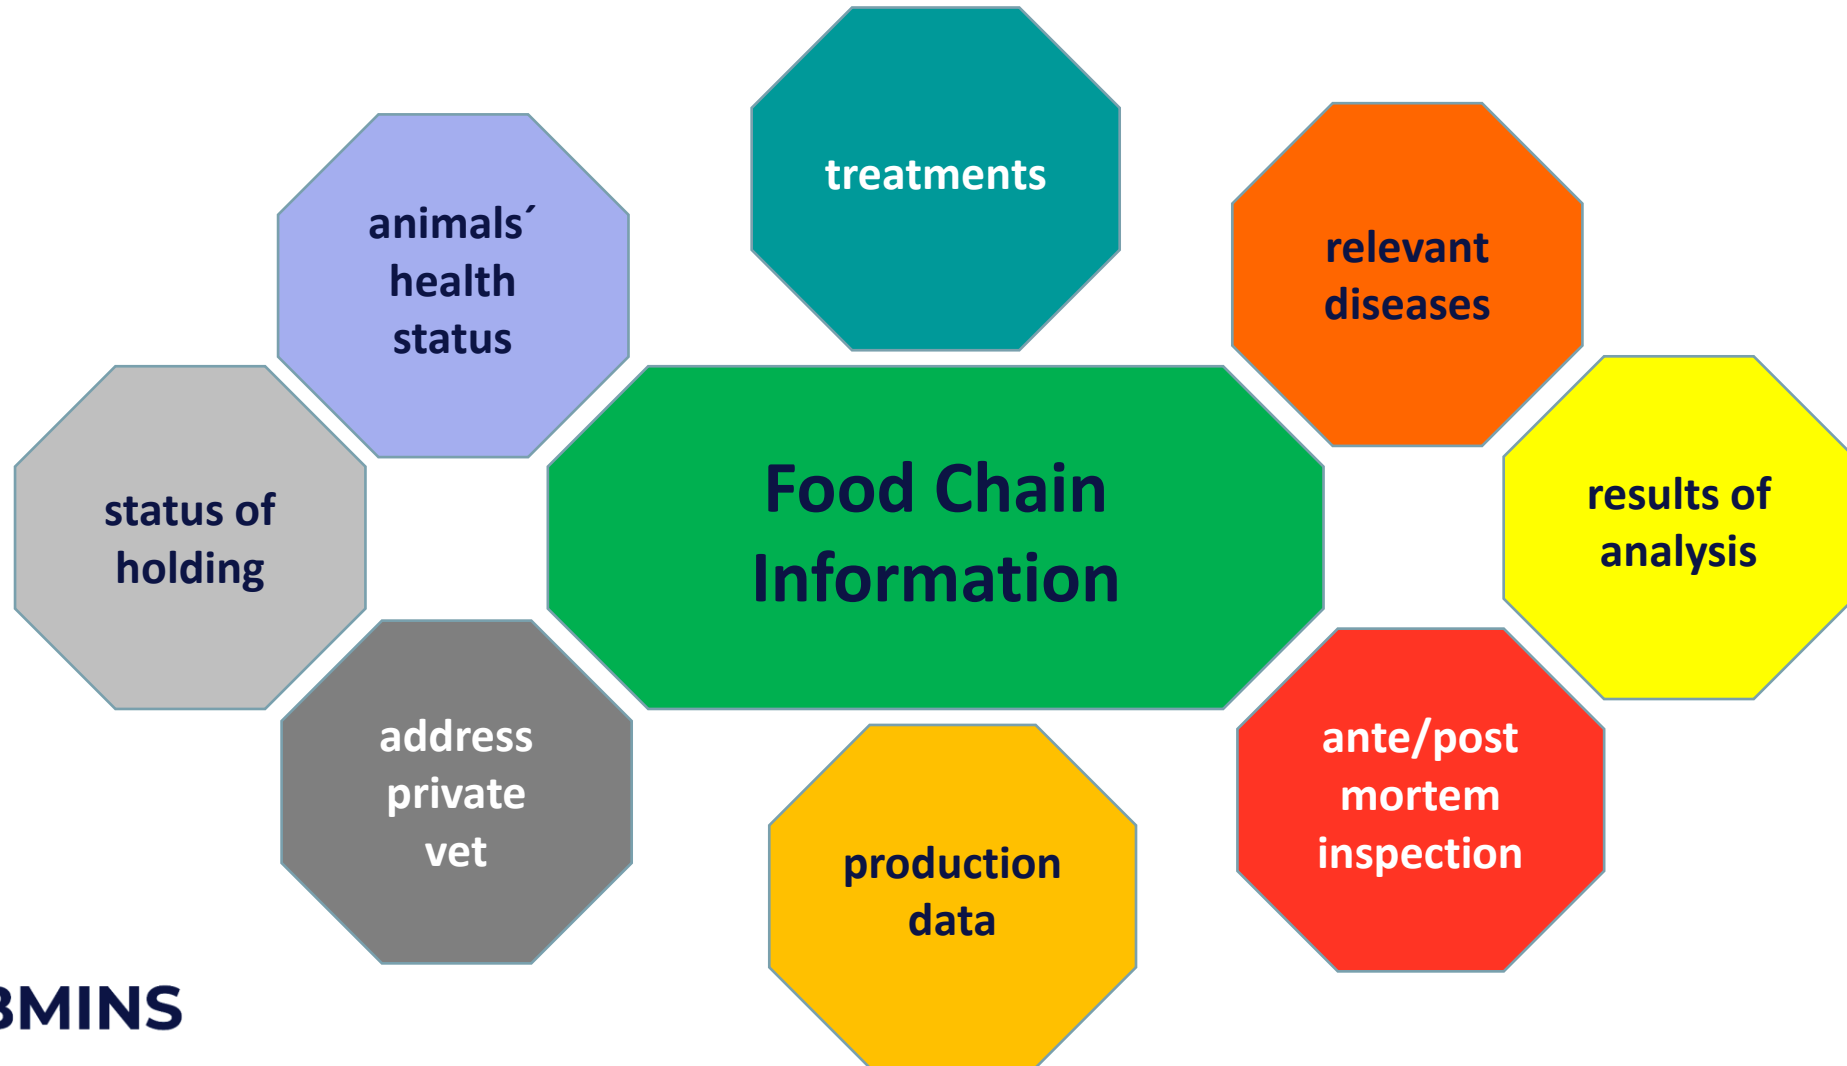 treatments
animals´
health
status
relevant
diseases
status of
holding
Food Chain
Information
results of
analysis
address
private
vet
production
data
ante/post
mortem
inspection
BMINS